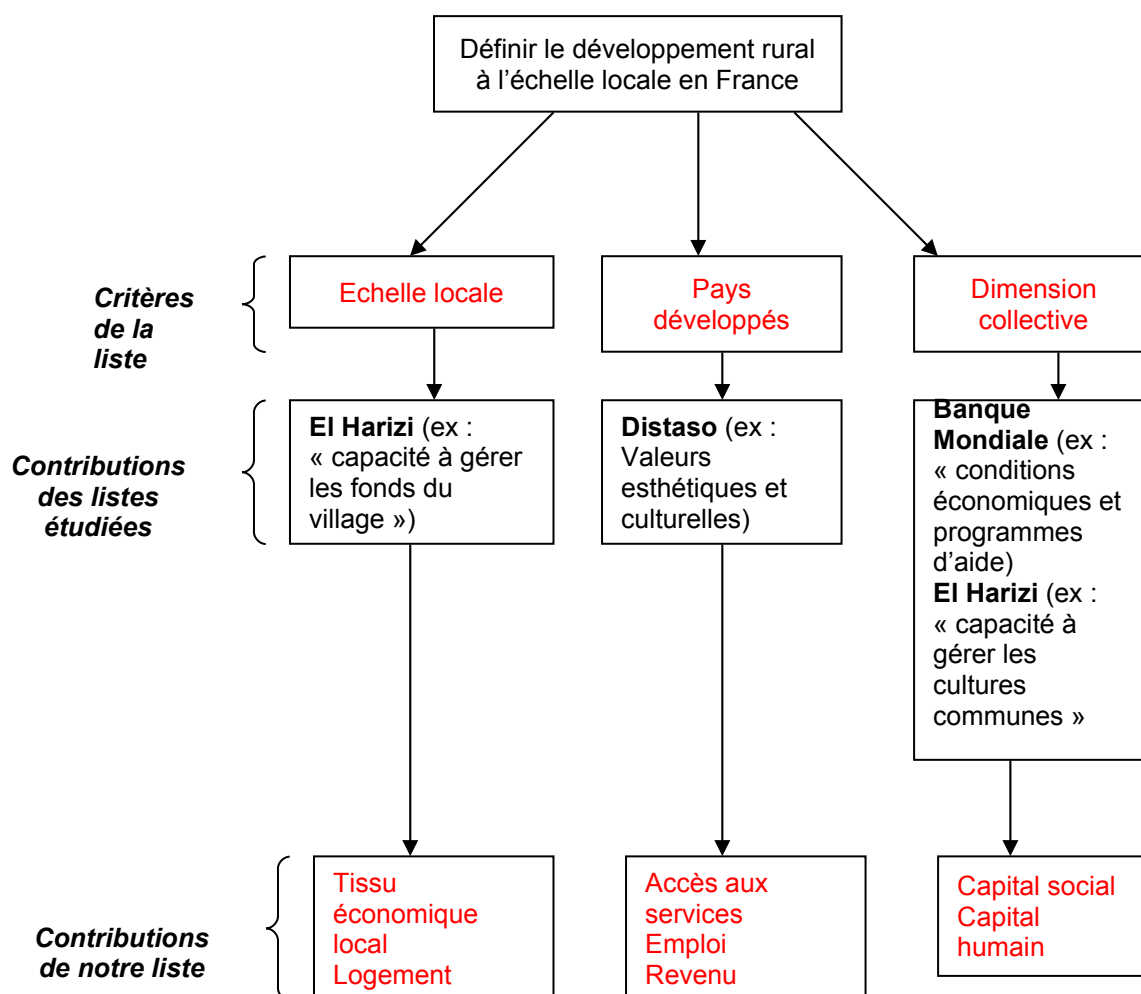 Définir le développement rural
à l’échelle locale en France
Critères
de la
liste
Echelle locale
Pays
développés
Dimension
collective
Contributions
des listes
étudiées
El Harizi (ex :
« capacité à gérer
les fonds du
village »)
Distaso (ex :
Valeurs
esthétiques et
culturelles)
Banque
Mondiale (ex :
« conditions
économiques et
programmes
d’aide)
El Harizi (ex :
« capacité à
gérer les
cultures
communes »
Contributions
de notre liste
Tissu
économique
local
Logement
Accès aux
services
Emploi
Revenu
Capital social
Capital
humain